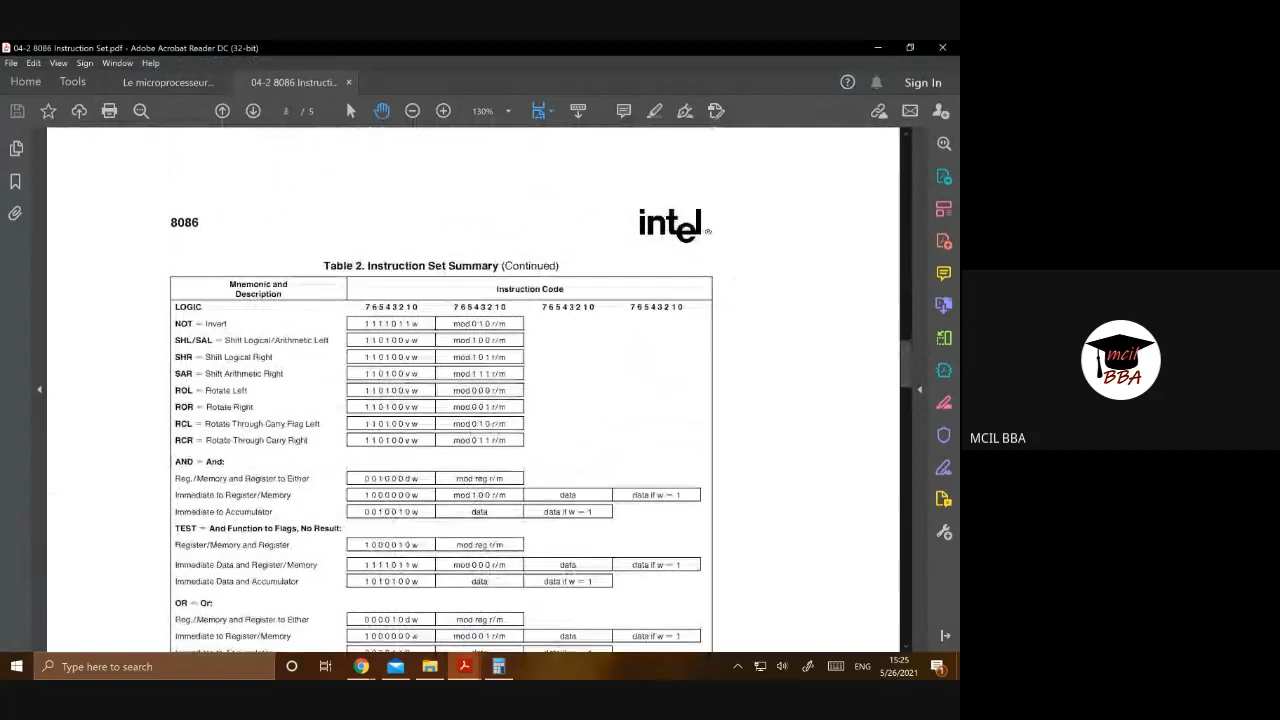 04-2 8086 Instruction Set.pdf - Adobe Acrobat Reader DC (32-bit)
File Edit View Sign Window Help
Home Tools Le microprocesseur... 04-2 8086 Instructi... × Sign In
3 / 5 130%
8086 intel®
Table 2. Instruction Set Summary (Continued)
Mnemonic and Description Instruction Code
LOGIC 7 6 5 4 3 2 1 0 7 6 5 4 3 2 1 0 7 6 5 4 3 2 1 0 7 6 5 4 3 2 1 0
NOT = Invert 1 1 1 1 0 1 1 w mod 0 1 0 r/m
SHL/SAL = Shift Logical/Arithmetic Left 1 1 0 1 0 0 v w mod 1 0 0 r/m
SHR = Shift Logical Right 1 1 0 1 0 0 v w mod 1 0 1 r/m
SAR = Shift Arithmetic Right 1 1 0 1 0 0 v w mod 1 1 1 r/m
ROL = Rotate Left 1 1 0 1 0 0 v w mod 0 0 0 r/m
ROR = Rotate Right 1 1 0 1 0 0 v w mod 0 0 1 r/m
RCL = Rotate Through Carry Flag Left 1 1 0 1 0 0 v w mod 0 1 0 r/m
RCR = Rotate Through Carry Right 1 1 0 1 0 0 v w mod 0 1 1 r/m
AND = And:
Reg./Memory and Register to Either 0 0 1 0 0 0 d w mod reg r/m
Immediate to Register/Memory 1 0 0 0 0 0 0 w mod 1 0 0 r/m data data if w = 1
Immediate to Accumulator 0 0 1 0 0 1 0 w data data if w = 1
TEST = And Function to Flags, No Result:
Register/Memory and Register 1 0 0 0 0 1 0 w mod reg r/m
Immediate Data and Register/Memory 1 1 1 1 0 1 1 w mod 0 0 0 r/m data data if w = 1
Immediate Data and Accumulator 1 0 1 0 1 0 0 w data data if w = 1
OR = Or:
Reg./Memory and Register to Either 0 0 0 0 1 0 d w mod reg r/m
Immediate to Register/Memory 1 0 0 0 0 0 0 w mod 0 0 1 r/m data data if w = 1
Type here to search ENG 15:25
5/26/2021
mcil
BBA
MCIL BBA